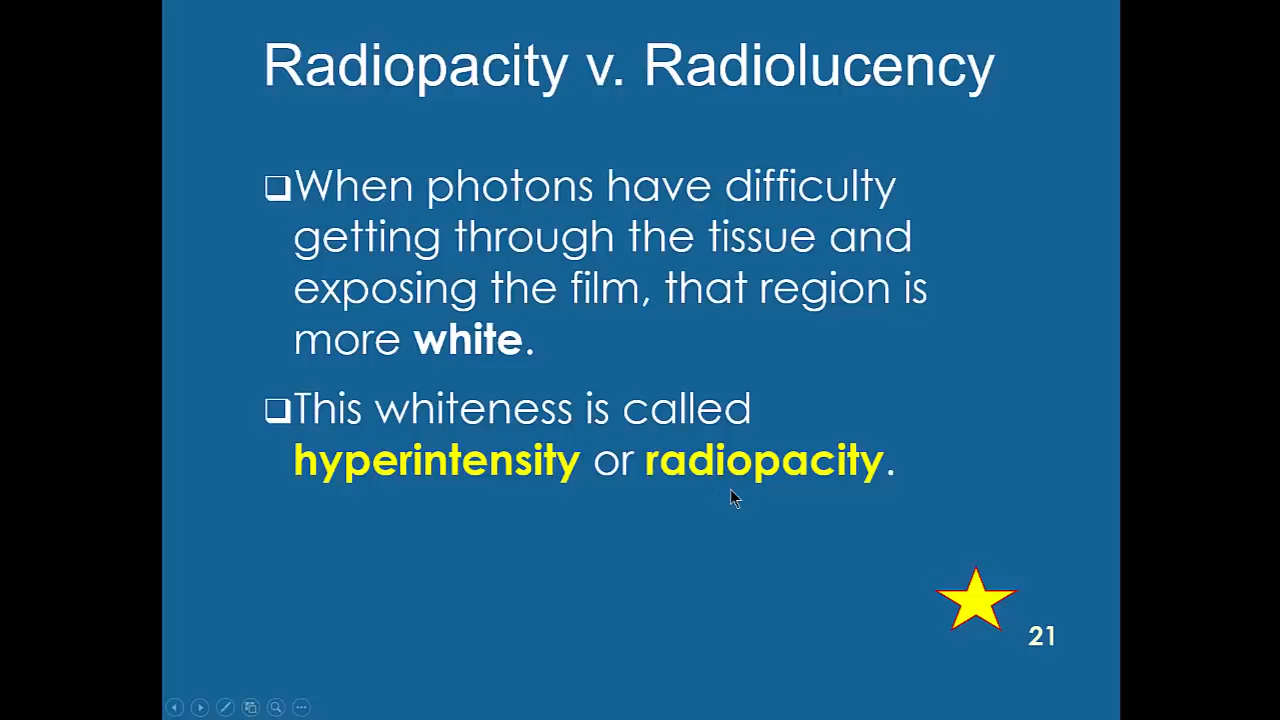 Radiopacity v. Radiolucency
When photons have difficulty
getting through the tissue and
exposing the film, that region is
more white.
This whiteness is called
hyperintensity or radiopacity.
21